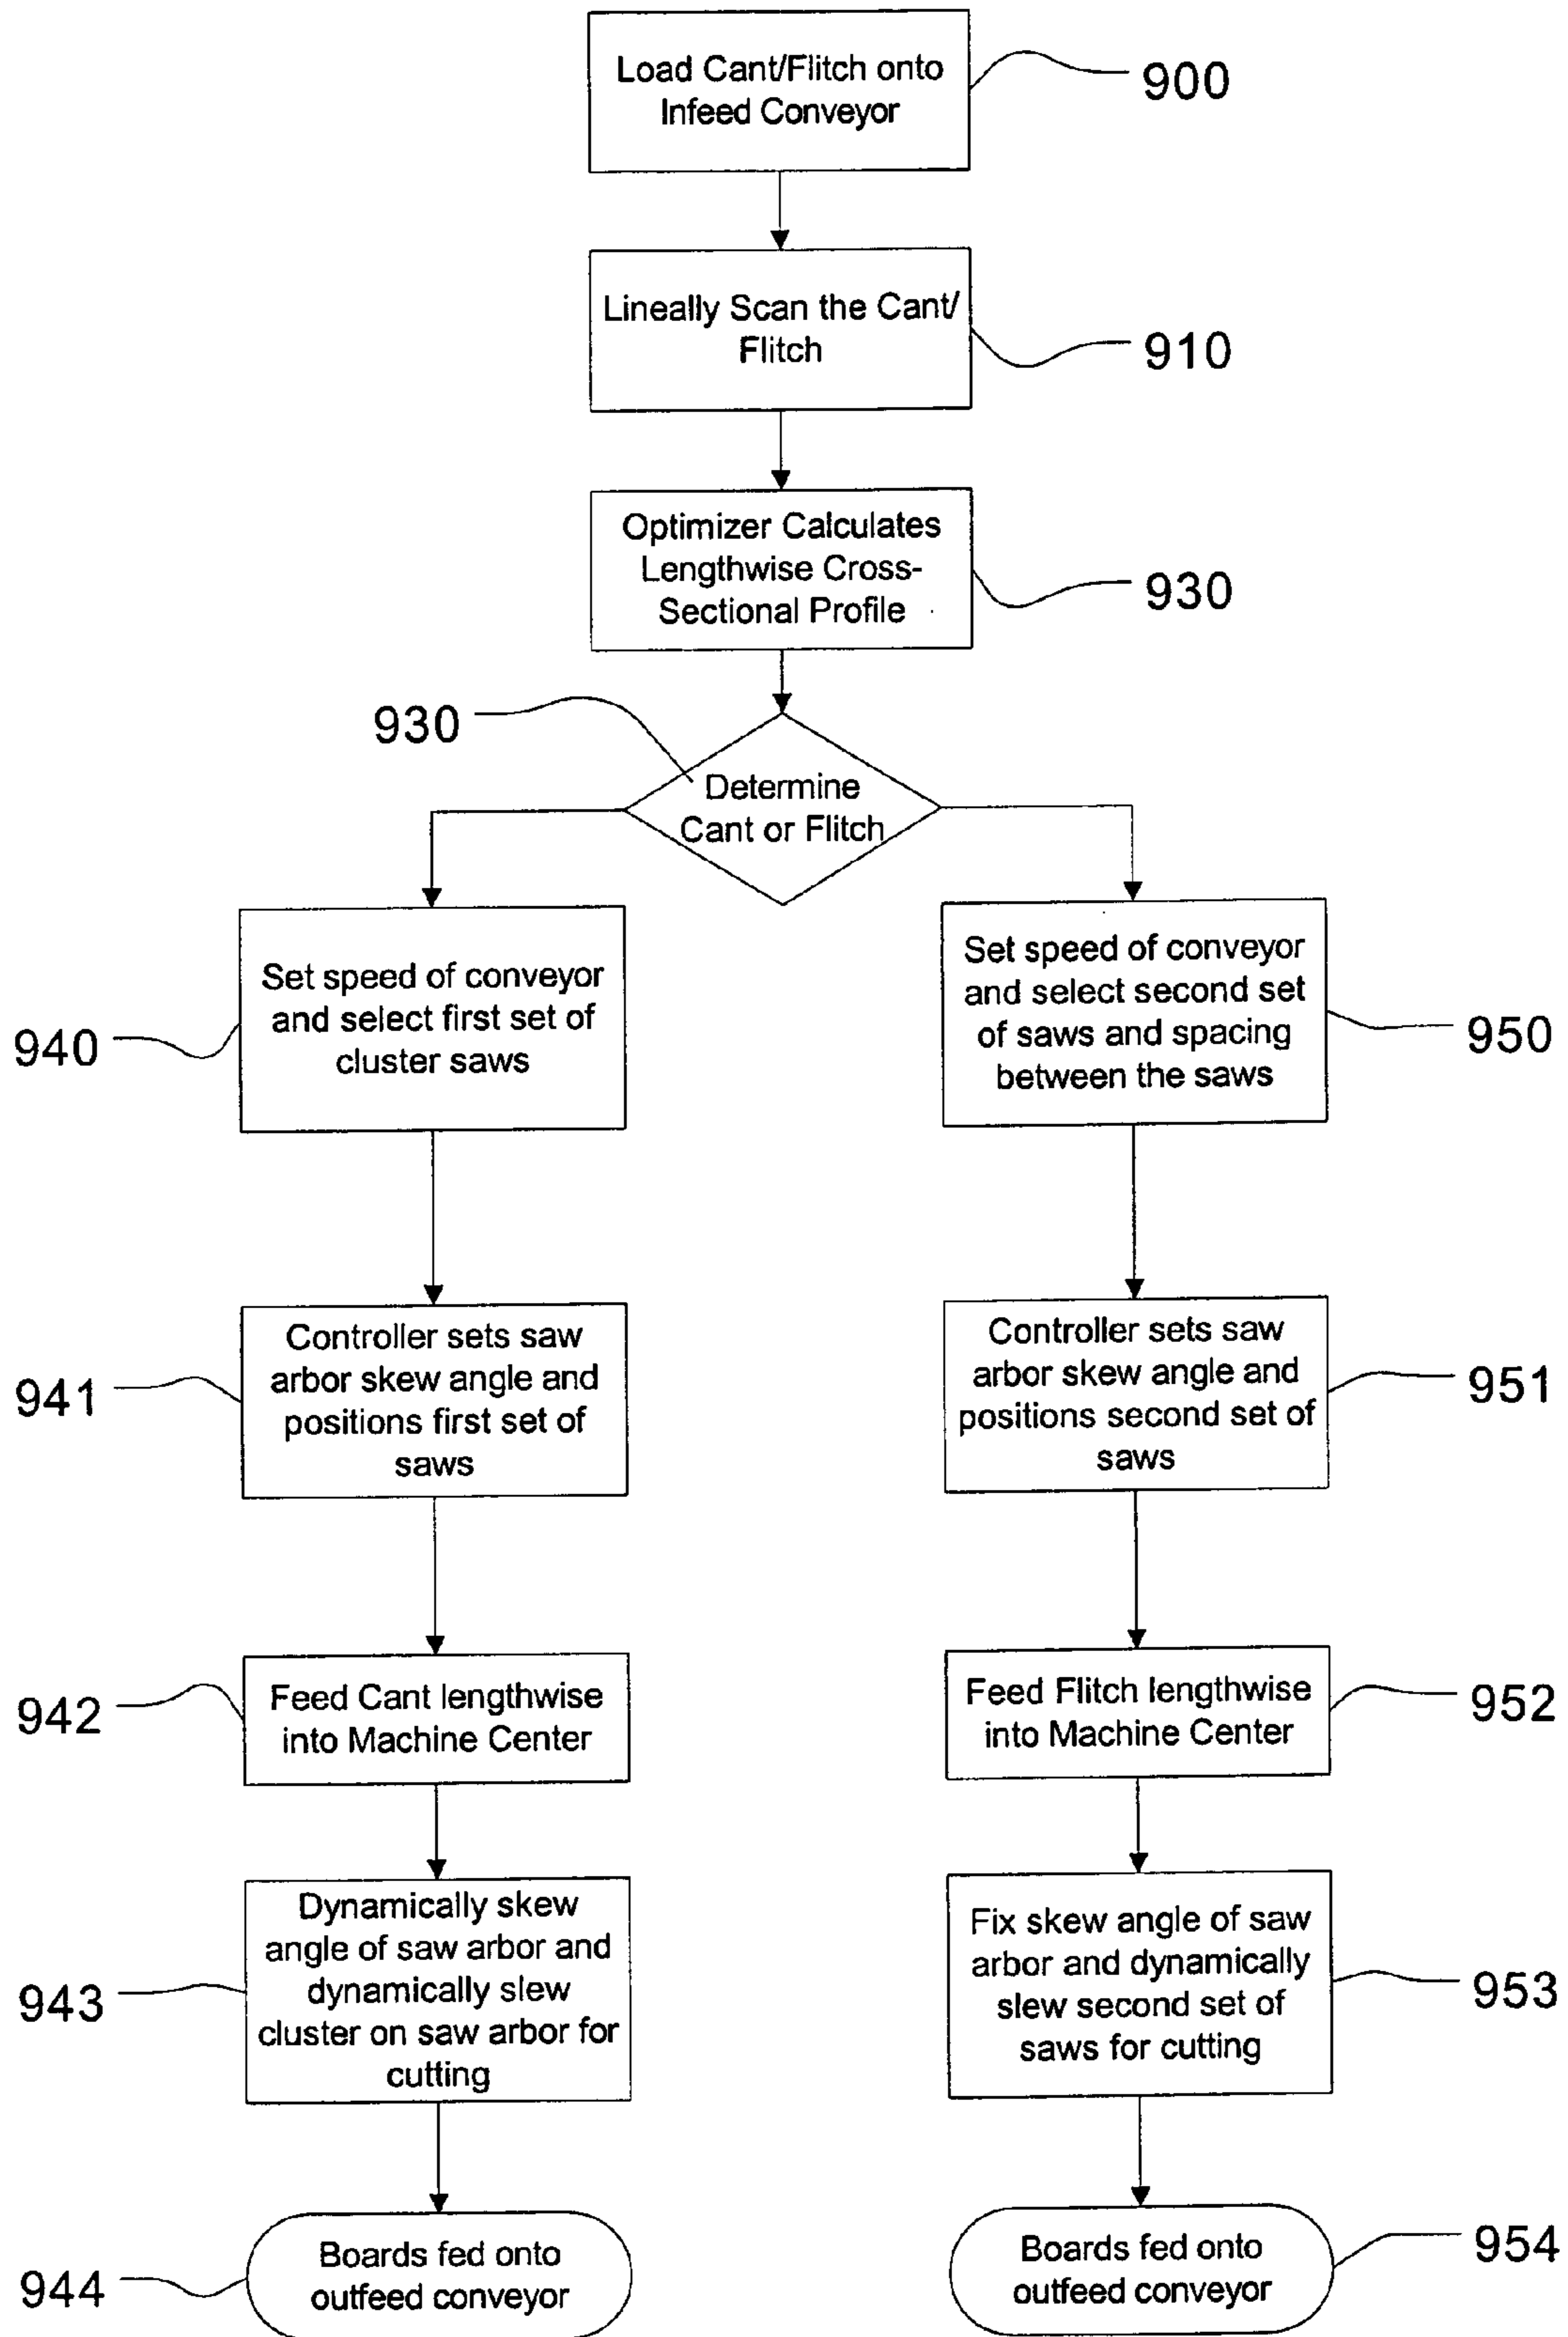 Load Cant/Flitch onto
Infeed Conveyor
900
Lineally Scan the Cant/
Flitch
910
Optimizer Calculates
Lengthwise Cross-
Sectional Profile
930
930
Determine
Cant or Flitch
Set speed of conveyor
and select first set of
cluster saws
940
Set speed of conveyor
and select second set
of saws and spacing
between the saws
950
Controller sets saw
arbor skew angle and
positions first set of
saws
941
Controller sets saw
arbor skew angle and
positions second set of
saws
951
Feed Cant lengthwise
into Machine Center
942
Feed Flitch lengthwise
into Machine Center
952
Dynamically skew
angle of saw arbor and
dynamically slew
cluster on saw arbor for
cutting
943
Fix skew angle of saw
arbor and dynamically
slew second set of
saws for cutting
953
Boards fed onto
outfeed conveyor
944
Boards fed onto
outfeed conveyor
954